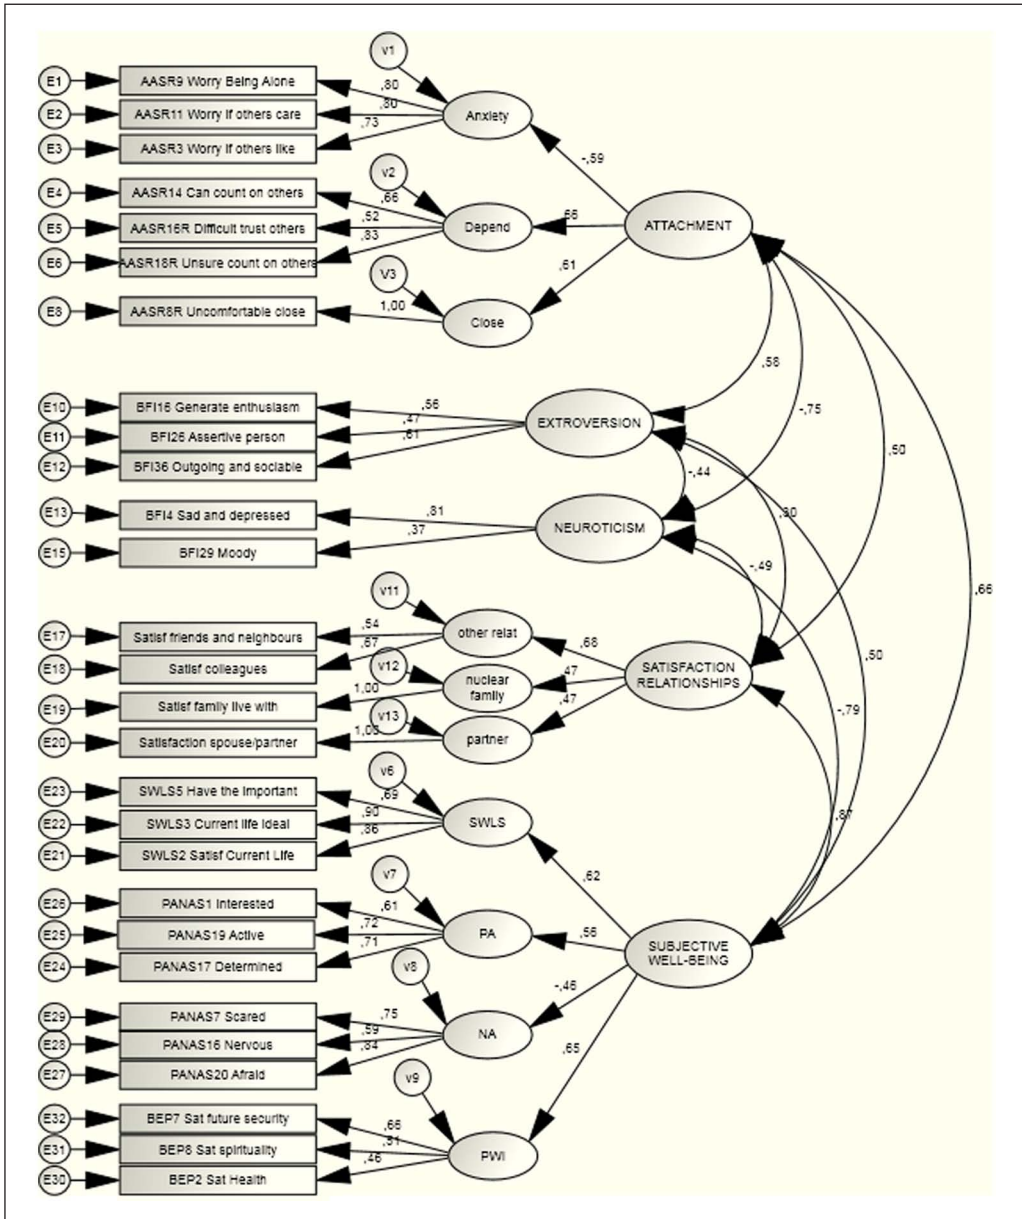 v1
E1 AASR9 Worry Being Alone ,80
E2 AASR11 Worry If others care ,80 Anxiety
E3 AASR3 Worry If others like ,73
-,59
v2
E4 AASR14 Can count on others ,66
E5 AASR16R Difficult trust others ,52 Depend ,66 ATTACHMENT
E6 AASR18R Unsure count on others ,83
V3 ,61
E8 AASR8R Uncomfortable close 1,00 Close
,58
E10 BFI16 Generate enthusiasm ,56
-,75
E11 BFI26 Assertive person ,47 EXTROVERSION
E12 BFI36 Outgoing and sociable ,61
,50
-,44
E13 BFI4 Sad and depressed ,81
NEUROTICISM
E15 BFI29 Moody ,37
-,49
v11
,66
E17 Satisf friends and neighbours ,54 other relat
E18 Satisf colleagues ,67 ,68
v12
nuclear
family
,47
SATISFACTION
RELATIONSHIPS
,50
E19 Satisf family live with 1,00
,47
v13
-,79
E20 Satisfaction spouse/partner partner
v6
E23 SWLS5 Have the Important ,69
E22 SWLS3 Current life Ideal ,90 SWLS
E21 SWLS2 Satisf Current Life ,86
v7
,62
E26 PANAS1 Interested ,61
E25 PANAS19 Active ,72 PA ,56
E24 PANAS17 Determined ,71
SUBJECTIVE
WELL-BEING
v8
-,46
E29 PANAS7 Scared ,75
E28 PANAS16 Nervous ,59 NA
E27 PANAS20 Afraid ,84
,65
v9
E32 BEP7 Sat future security ,66
E31 BEP8 Sat spirituality ,51 PWI
E30 BEP2 Sat Health ,46